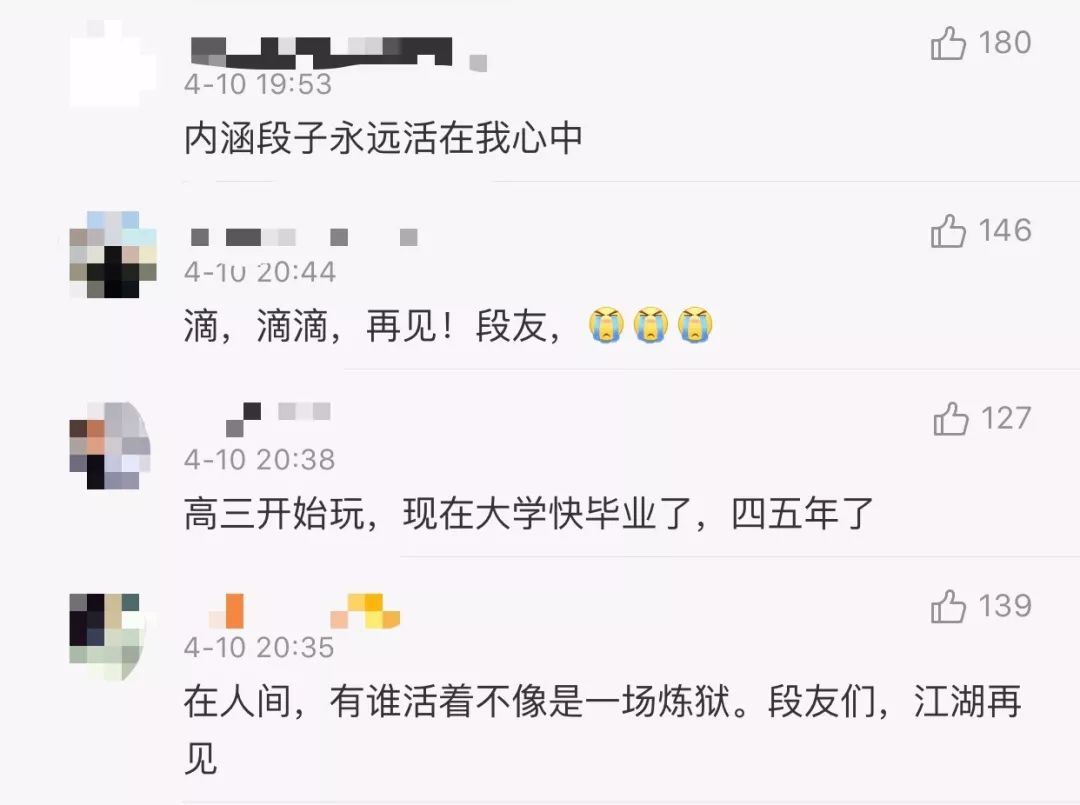 180
4-10 19:53
内涵段子永远活在我心中
146
4-10 20:44
滴，滴滴，再见！段友，😭😭😭
127
4-10 20:38
高三开始玩，现在大学快毕业了，四五年了
139
4-10 20:35
在人间，有谁活着不像是一场炼狱。段友们，江湖再
见